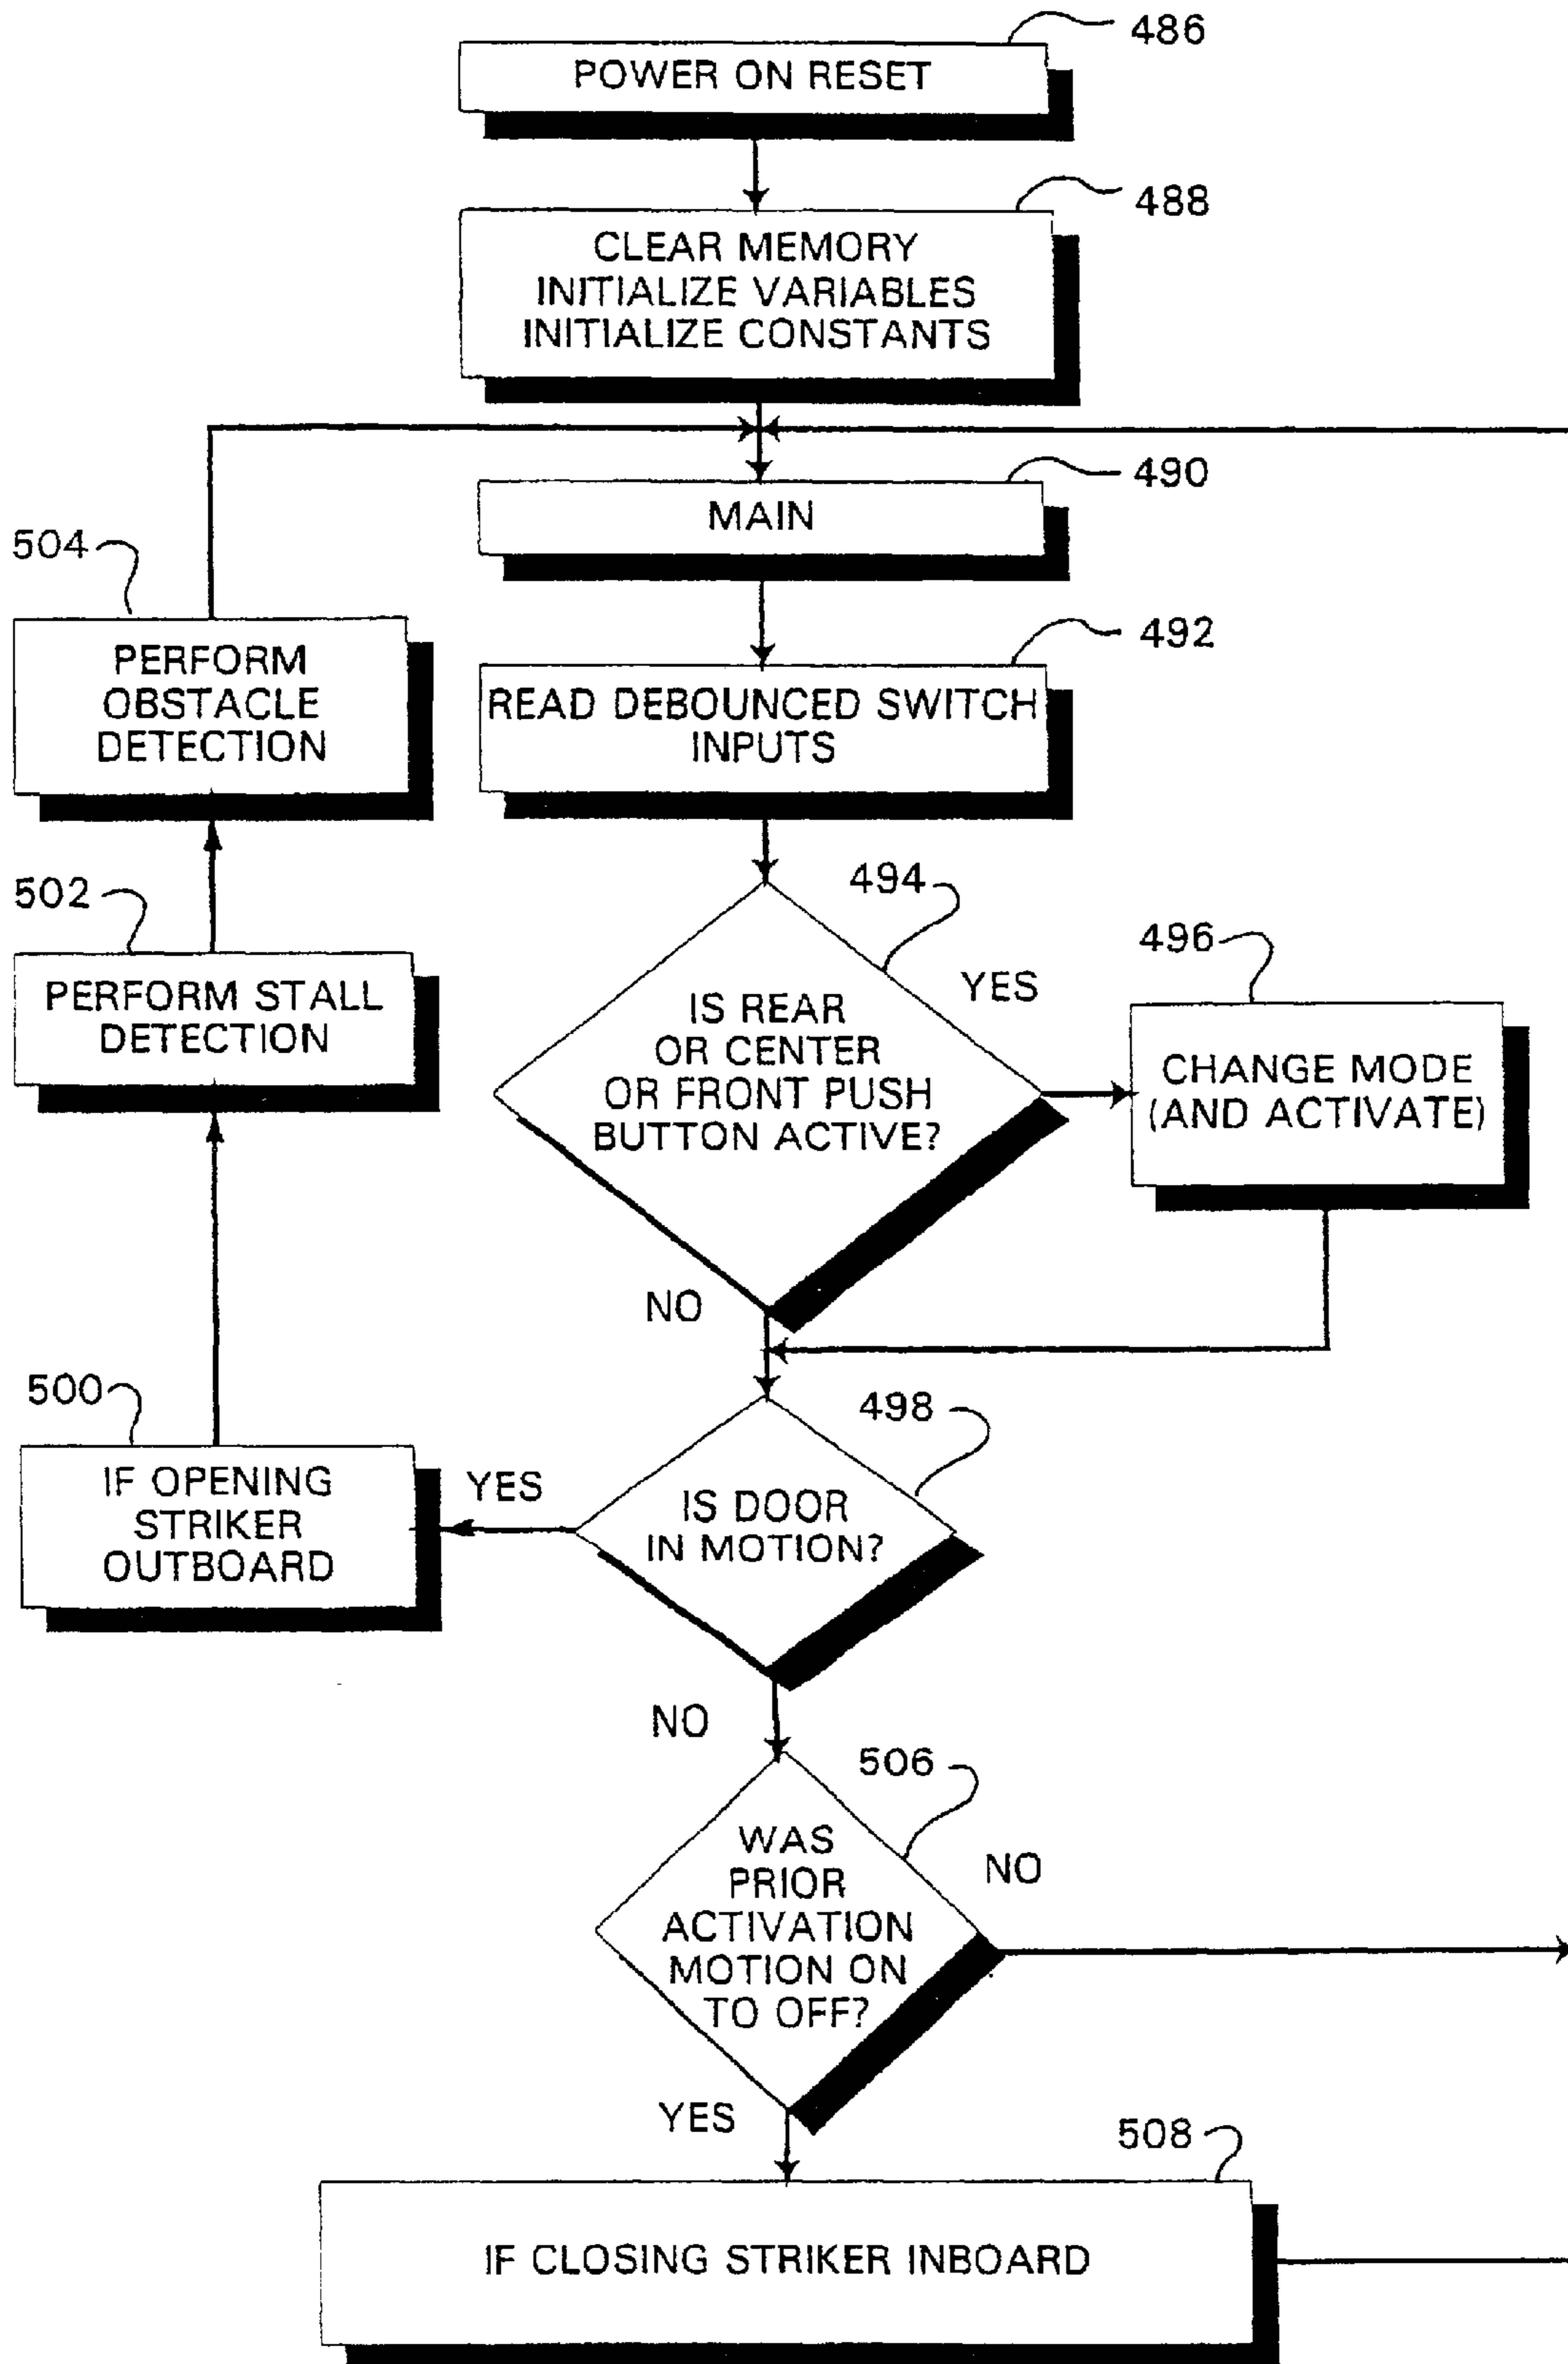 486
POWER ON RESET
488
CLEAR MEMORY
INITIALIZE VARIABLES
INITIALIZE CONSTANTS
490
MAIN
504
PERFORM
OBSTACLE
DETECTION
492
READ DEBOUNCED SWITCH
INPUTS
494
502
PERFORM STALL
DETECTION
496
YES
IS REAR
OR CENTER
OR FRONT PUSH
BUTTON ACTIVE?
CHANGE MODE
(AND ACTIVATE)
NO
500
498
IF OPENING
STRIKER
OUTBOARD
YES
IS DOOR
IN MOTION?
NO
506
WAS
PRIOR
ACTIVATION
MOTION ON
TO OFF?
NO
YES
508
IF CLOSING STRIKER INBOARD